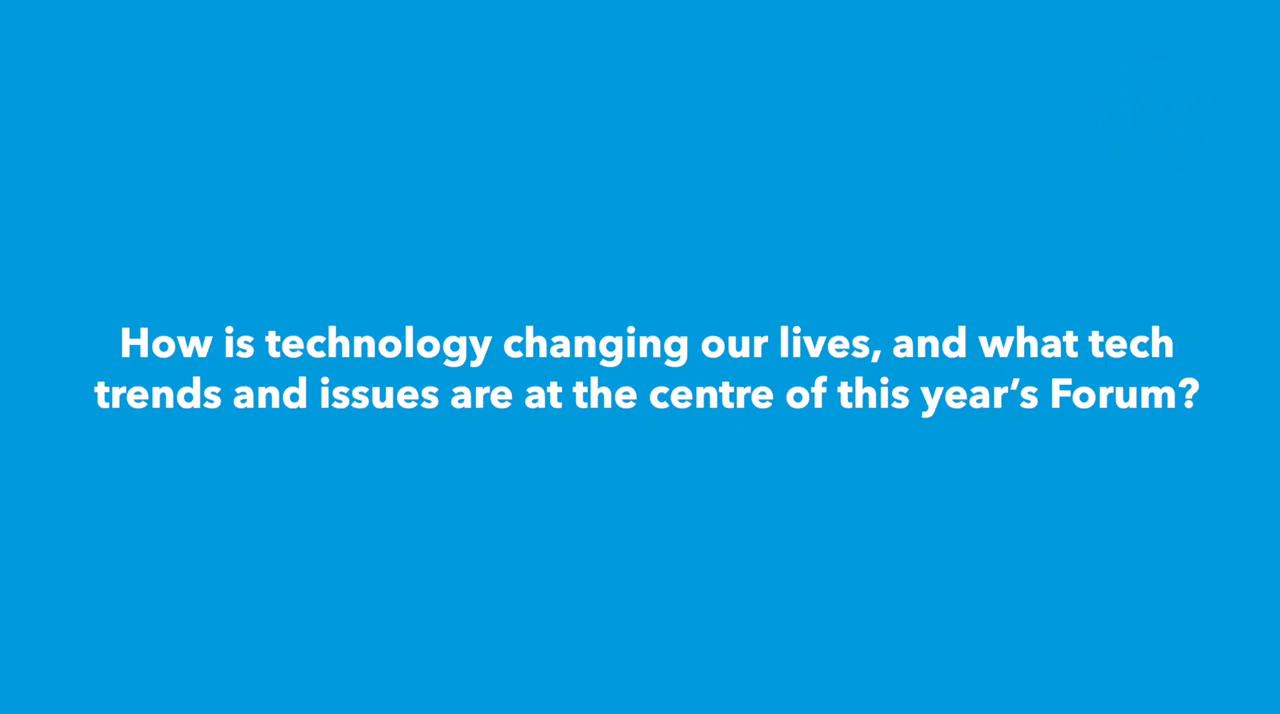 How is technology changing our lives, and what tech
trends and issues are at the centre of this year’s Forum?